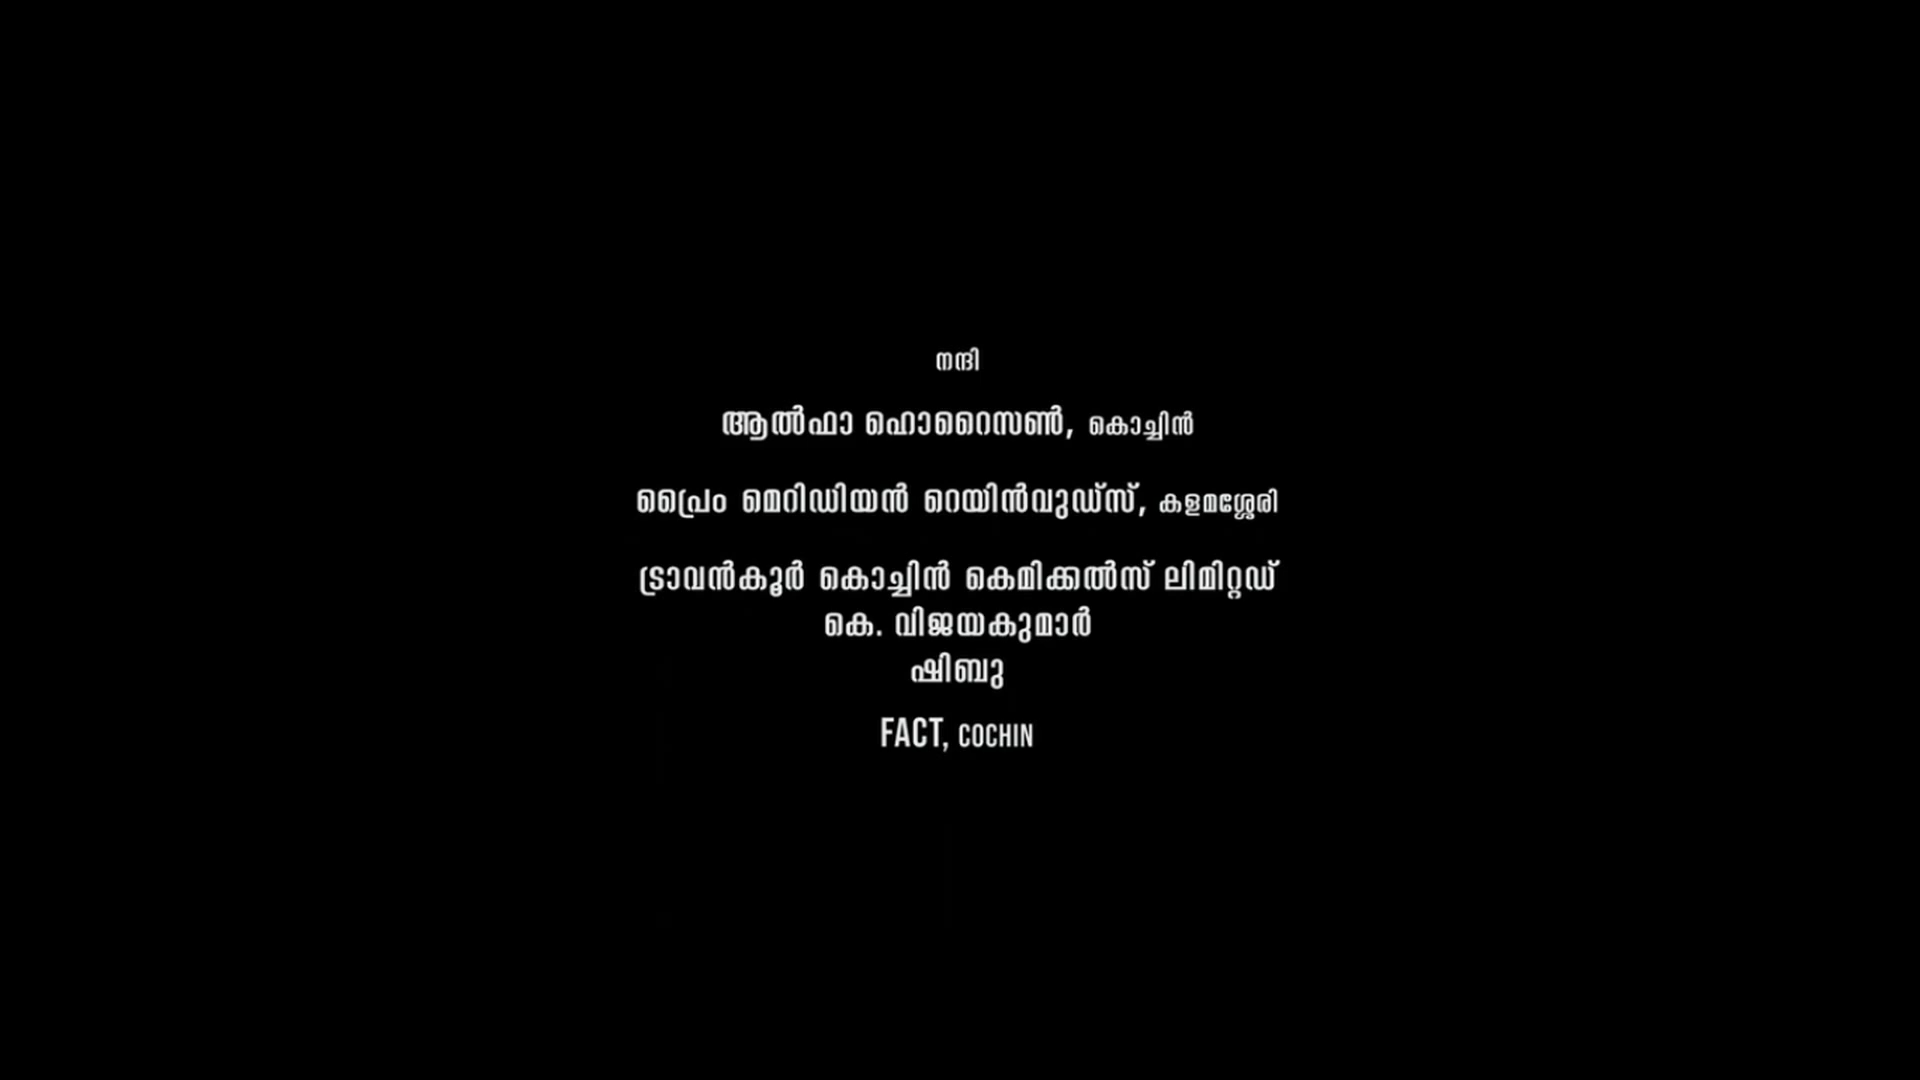 നന്ദി
ആൽഫാ ഹൊറൈസൺ, കൊച്ചിൻ
പ്രൈം മെറിഡിയൻ റെയിൻവുഡ്സ്, കളമശ്ശേരി
ട്രാവൻകൂർ കൊച്ചിൻ കെമിക്കൽസ് ലിമിറ്റഡ്
കെ. വിജയകുമാർ
ഷിബു
FACT, COCHIN